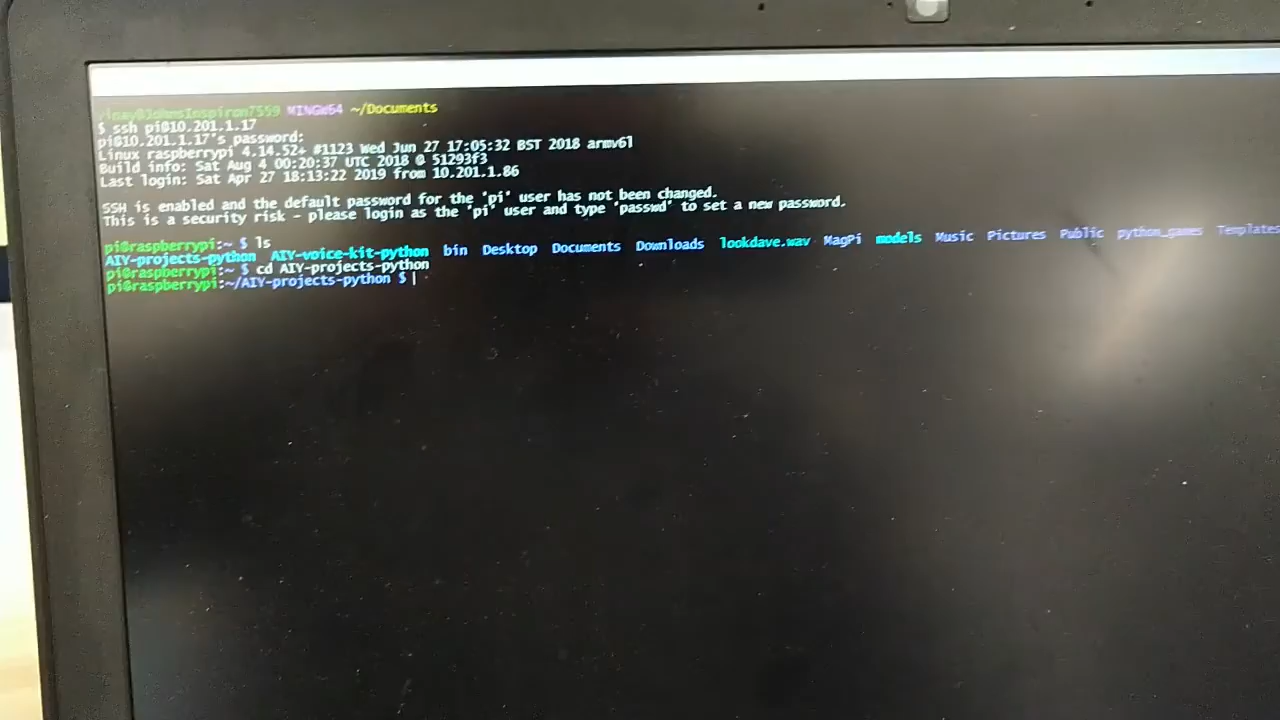 MINGW64 ~/Documents
$ ssh pi@10.201.1.17
pi@10.201.1.17's password:
Linux raspberrypi 4.14.52+ #1123 Wed Jun 27 17:05:32 BST 2018 armv6l
Build info: Sat Aug 4 00:20:37 UTC 2018 @ 51293f3
Last login: Sat Apr 27 18:13:22 2019 from 10.201.1.86
SSH is enabled and the default password for the 'pi' user has not been changed.
This is a security risk - please login as the 'pi' user and type 'passwd' to set a new password.
pi@raspberrypi:~ $ ls
AIY-projects-python AIY-voice-kit-python bin Desktop Documents Downloads lookdave.wav MagPi models Music Pictures Public python_games Templates
pi@raspberrypi:~ $ cd AIY-projects-python
pi@raspberrypi:~/AIY-projects-python $